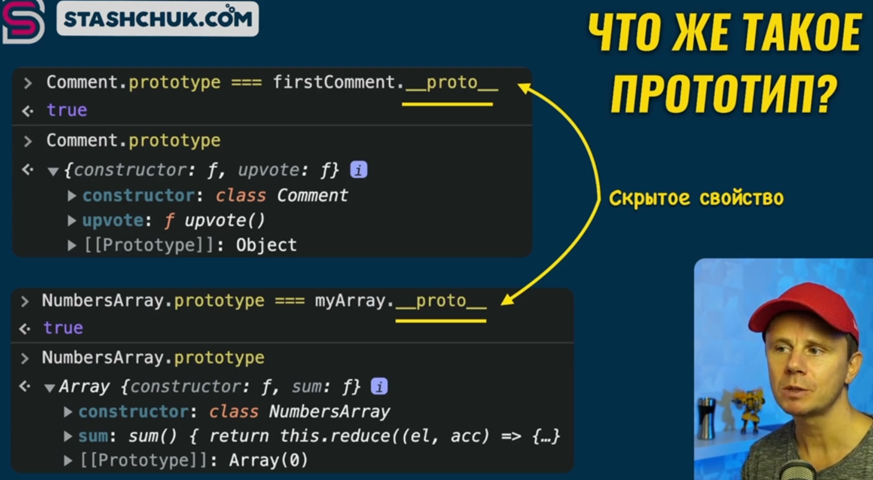 STASHCHUK.COM
ЧТО ЖЕ ТАКОЕ
ПРОТОТИП?
> Comment.prototype === firstComment.__proto__
< true
> Comment.prototype
< ▼{constructor: ƒ, upvote: ƒ} i
▶ constructor: class Comment
▶ upvote: ƒ upvote()
▶ [[Prototype]]: Object
Скрытое свойство
> NumbersArray.prototype === myArray.__proto__
< true
> NumbersArray.prototype
< ▼Array {constructor: ƒ, sum: ƒ} i
▶ constructor: class NumbersArray
▶ sum: sum() { return this.reduce((el, acc) => {…}
▶ [[Prototype]]: Array(0)